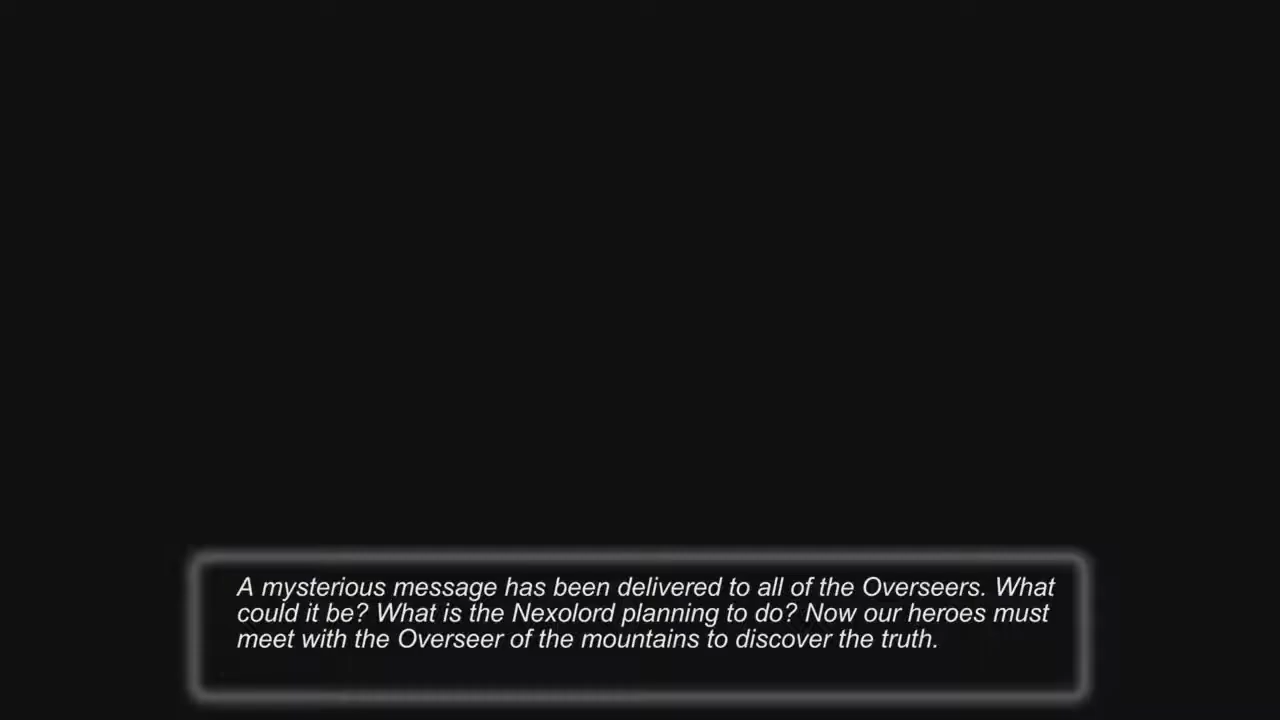 A mysterious message has been delivered to all of the Overseers. What
could it be? What is the Nexolord planning to do? Now our heroes must
meet with the Overseer of the mountains to discover the truth.